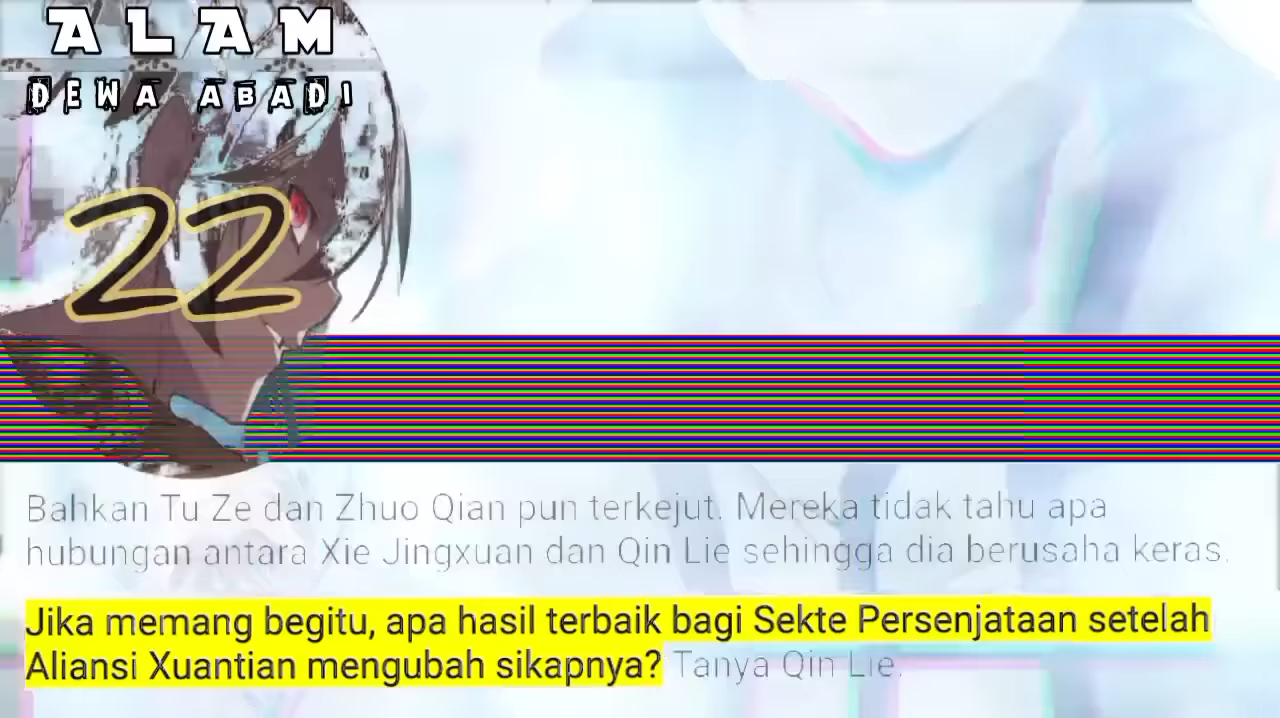 ALAM
DEWA ABADI
22
Bahkan Tu Ze dan Zhuo Qian pun terkejut. Mereka tidak tahu apa
hubungan antara Xie Jingxuan dan Qin Lie sehingga dia berusaha keras.
Jika memang begitu, apa hasil terbaik bagi Sekte Persenjataan setelah
Aliansi Xuantian mengubah sikapnya? Tanya Qin Lie.